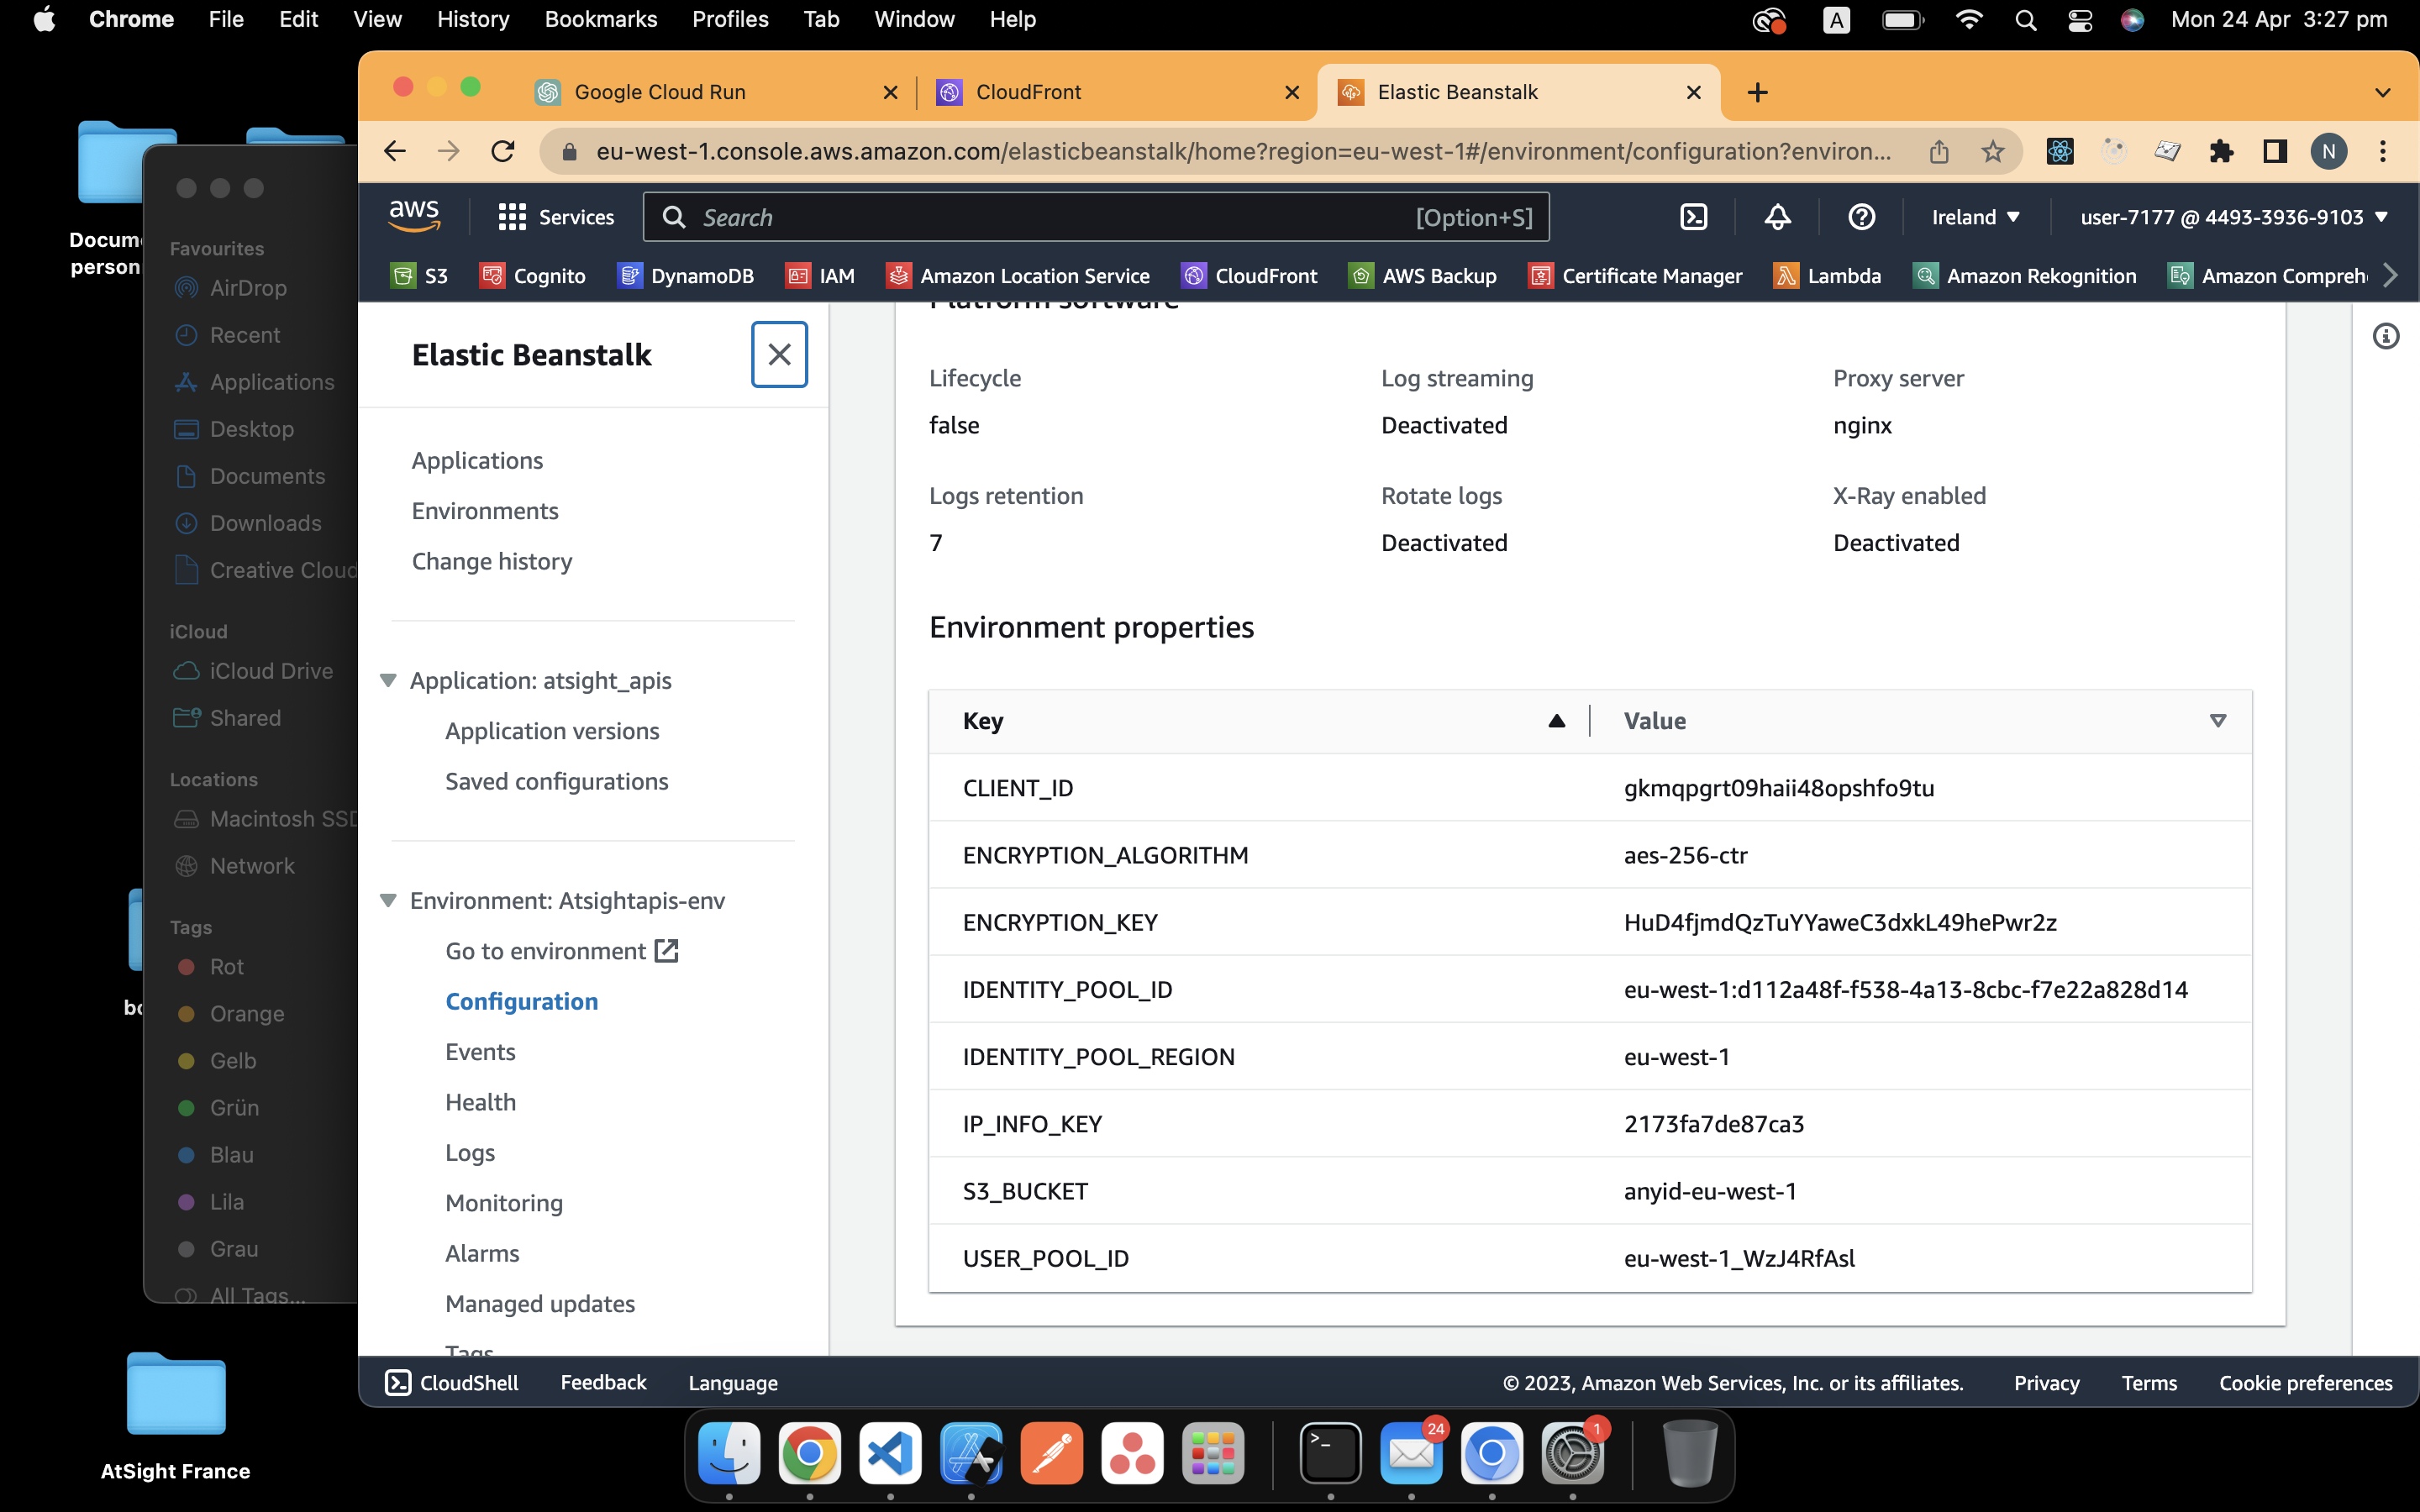 Chrome File Edit View History Bookmarks Profiles Tab Window Help A Mon 24 Apr 3:27 pm
Google Cloud Run CloudFront Elastic Beanstalk
eu-west-1.console.aws.amazon.com/elasticbeanstalk/home?region=eu-west-1#/environment/configuration?environ... N
aws Services Search [Option+S] Ireland user-7177 @ 4493-3936-9103
S3 Cognito DynamoDB IAM Amazon Location Service CloudFront AWS Backup Certificate Manager Lambda Amazon Rekognition Amazon Compreh
Docum
person
Favourites
AirDrop
Recent
Applications
Desktop
Documents
Downloads
Creative Cloud
iCloud
iCloud Drive
Shared
Locations
Macintosh SSD
Network
Tags
Rot
Orange
Gelb
Grün
Blau
Lila
Grau
All Tags...
AtSight France
Elastic Beanstalk
Applications
Environments
Change history
Application: atsight_apis
Application versions
Saved configurations
Environment: Atsightapis-env
Go to environment
Configuration
Events
Health
Logs
Monitoring
Alarms
Managed updates
Tags
Platform software
Lifecycle Log streaming Proxy server
false Deactivated nginx
Logs retention Rotate logs X-Ray enabled
7 Deactivated Deactivated
Environment properties
Key Value
CLIENT_ID gkmqpgrt09haii48opshfo9tu
ENCRYPTION_ALGORITHM aes-256-ctr
ENCRYPTION_KEY HuD4fjmdQzTuYYaweC3dxkL49hePwr2z
IDENTITY_POOL_ID eu-west-1:d112a48f-f538-4a13-8cbc-f7e22a828d14
IDENTITY_POOL_REGION eu-west-1
IP_INFO_KEY 2173fa7de87ca3
S3_BUCKET anyid-eu-west-1
USER_POOL_ID eu-west-1_WzJ4RfAsl
CloudShell Feedback Language © 2023, Amazon Web Services, Inc. or its affiliates. Privacy Terms Cookie preferences
24 1